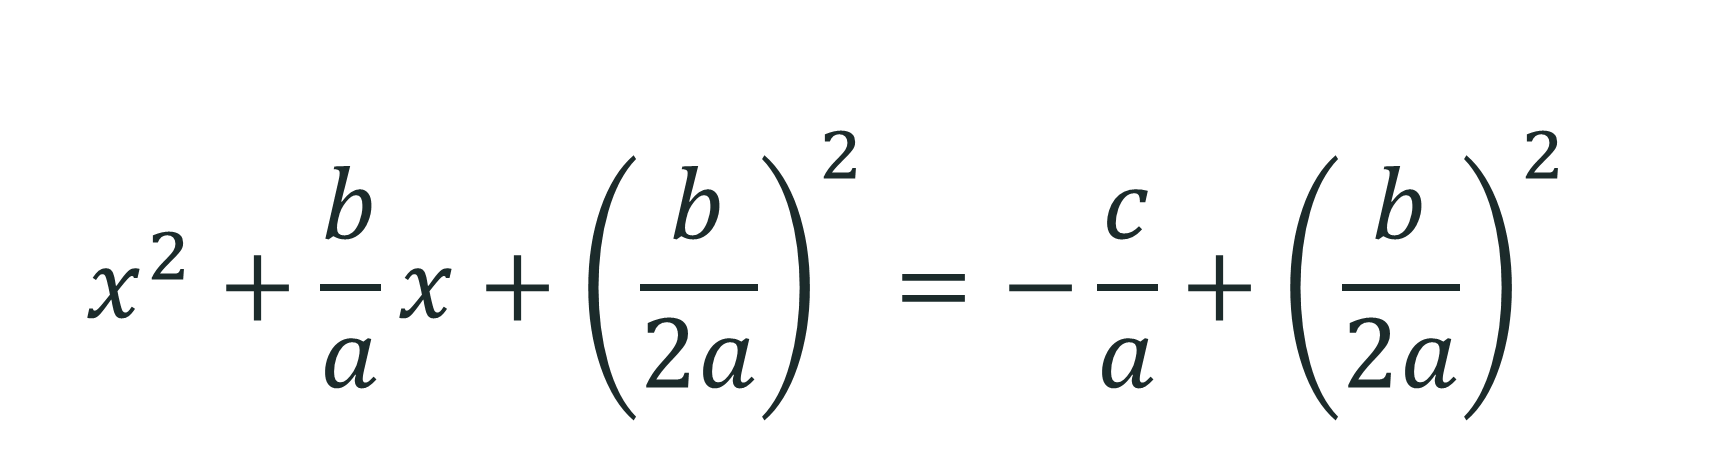 x² + b/a x + (b/2a)² = − c/a + (b/2a)²